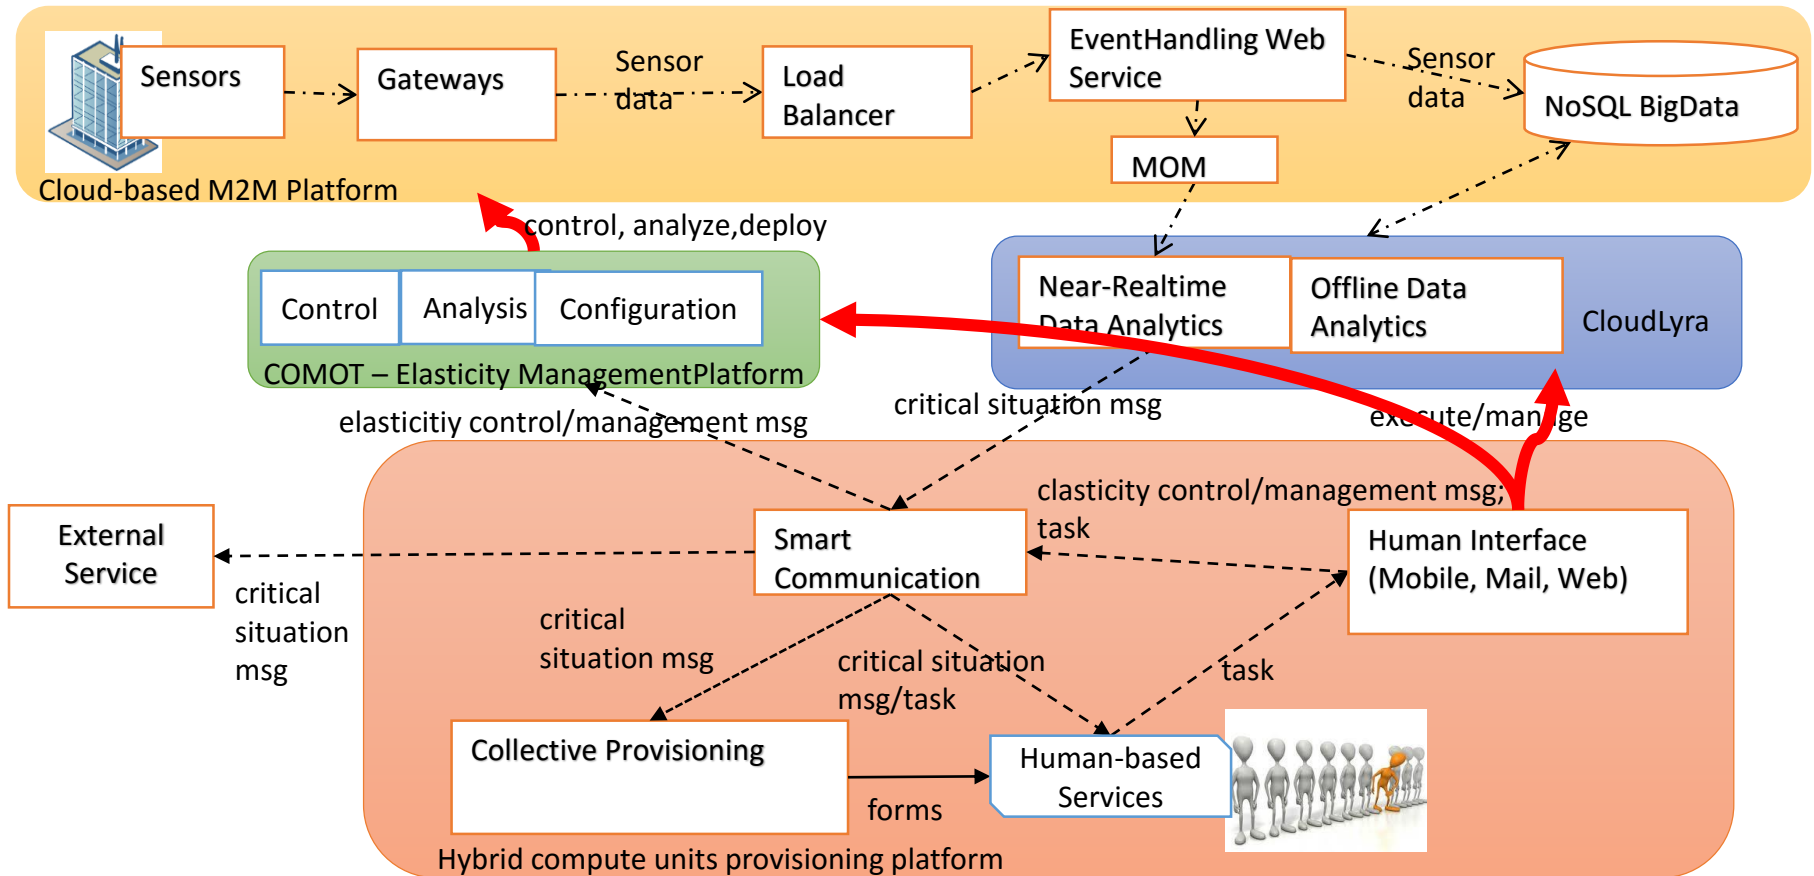 Sensors
Gateways
Sensor
data
Load
Balancer
EventHandling Web
Service
Sensor
data
NoSQL BigData
MOM
Cloud-based M2M Platform
control, analyze,deploy
Control
Analysis
Configuration
COMOT – Elasticity ManagementPlatform
Near-Realtime
Data Analytics
Offline Data
Analytics
CloudLyra
elasticitiy control/management msg
critical situation msg
execute/manage
clasticity control/management msg;
task
External
Service
Smart
Communication
Human Interface
(Mobile, Mail, Web)
critical
situation
msg
critical
situation msg
critical situation
msg/task
task
Collective Provisioning
forms
Human-based
Services
Hybrid compute units provisioning platform